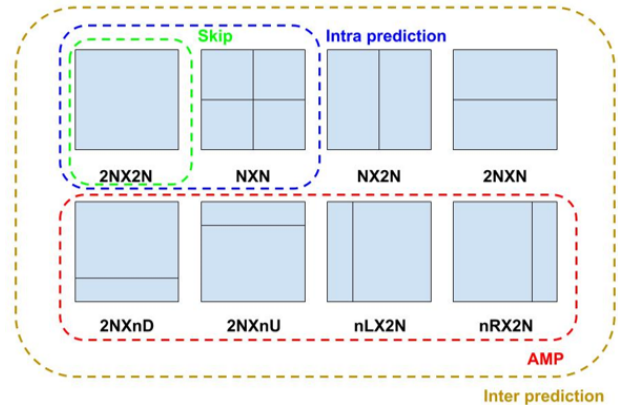 Skip
Intra prediction
2NX2N
NXN
NX2N
2NXN
2NXnD
2NXnU
nLX2N
nRX2N
AMP
Inter prediction